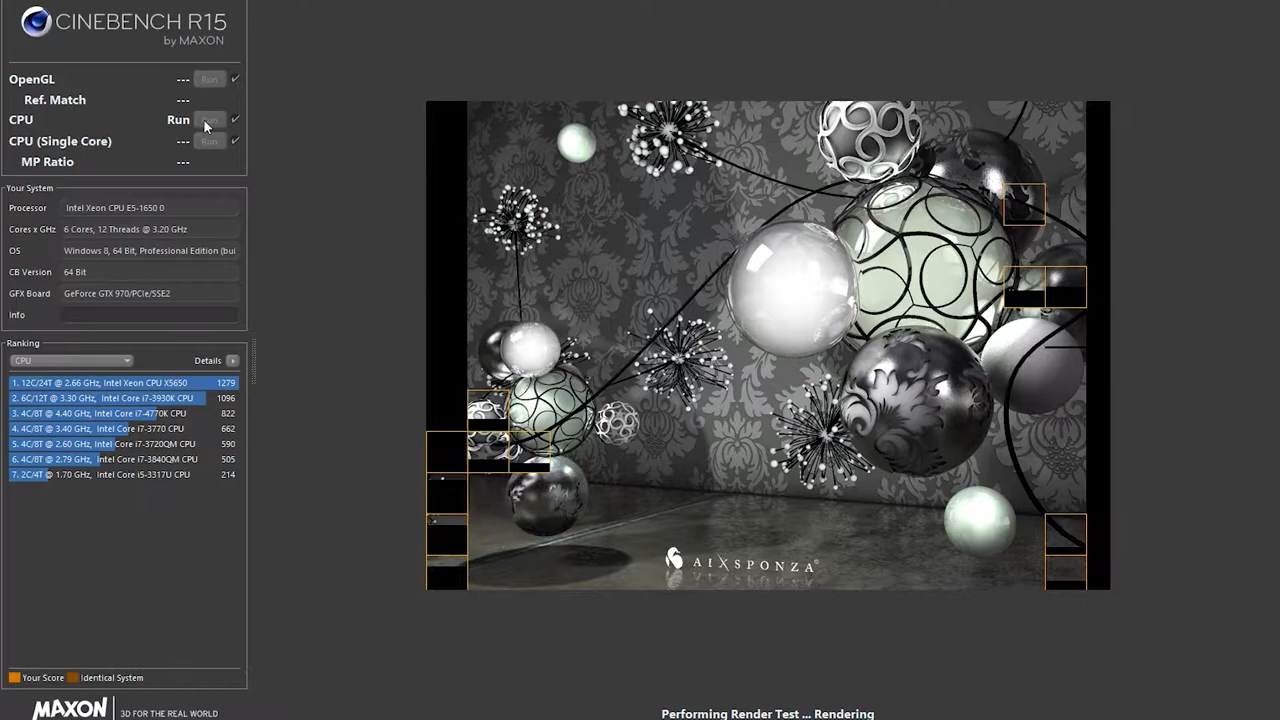 CINEBENCH R15
by MAXON
OpenGL --- Run
Ref. Match ---
CPU Run Run
CPU (Single Core) --- Run
MP Ratio ---
Your System
Processor Intel Xeon CPU E5-1650 0
Cores x GHz 6 Cores, 12 Threads @ 3.20 GHz
OS Windows 8, 64 Bit, Professional Edition (bui
CB Version 64 Bit
GFX Board GeForce GTX 970/PCIe/SSE2
Info
Ranking
CPU Details
1. 12C/24T @ 2.66 GHz, Intel Xeon CPU X5650 1279
2. 6C/12T @ 3.30 GHz, Intel Core i7-3930K CPU 1096
3. 4C/8T @ 4.40 GHz, Intel Core i7-4770K CPU 822
4. 4C/8T @ 3.40 GHz, Intel Core i7-3770 CPU 662
5. 4C/8T @ 2.60 GHz, Intel Core i7-3720QM CPU 590
6. 4C/8T @ 2.79 GHz, Intel Core i7-3840QM CPU 505
7. 2C/4T @ 1.70 GHz, Intel Core i5-3317U CPU 214
AIXSPONZA®
Your Score Identical System
MAXON 3D FOR THE REAL WORLD
Performing Render Test ... Rendering